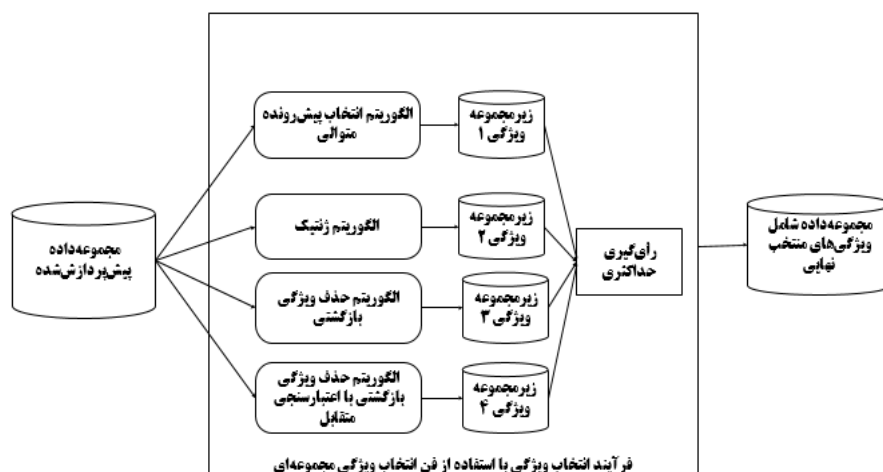 مجموعه‌داده
پیش‌پردازش‌شده
الگوریتم انتخاب پیش‌رونده
متوالی
زیرمجموعه
ویژگی ۱
الگوریتم ژنتیک
زیرمجموعه
ویژگی ۲
الگوریتم حذف ویژگی
بازگشتی
زیرمجموعه
ویژگی ۳
الگوریتم حذف ویژگی
بازگشتی با اعتبارسنجی
متقابل
زیرمجموعه
ویژگی ۴
رأی‌گیری
حداکثری
مجموعه‌داده شامل
ویژگی‌های منتخب
نهایی
فرآیند انتخاب ویژگی با استفاده از فن انتخاب ویژگی مجموعه‌ای